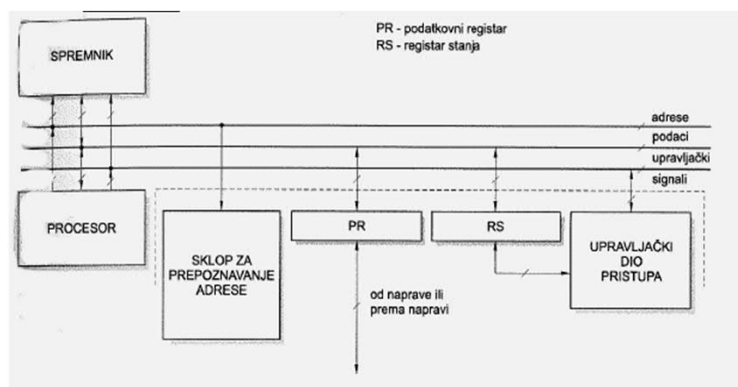 PR - podatkovni registar
RS - registar stanja
SPREMNIK
adrese
podaci
upravljački
signali
PROCESOR
SKLOP ZA
PREPOZNAVANJE
ADRESE
PR
RS
UPRAVLJAČKI
DIO
PRISTUPA
od naprave ili
prema napravi